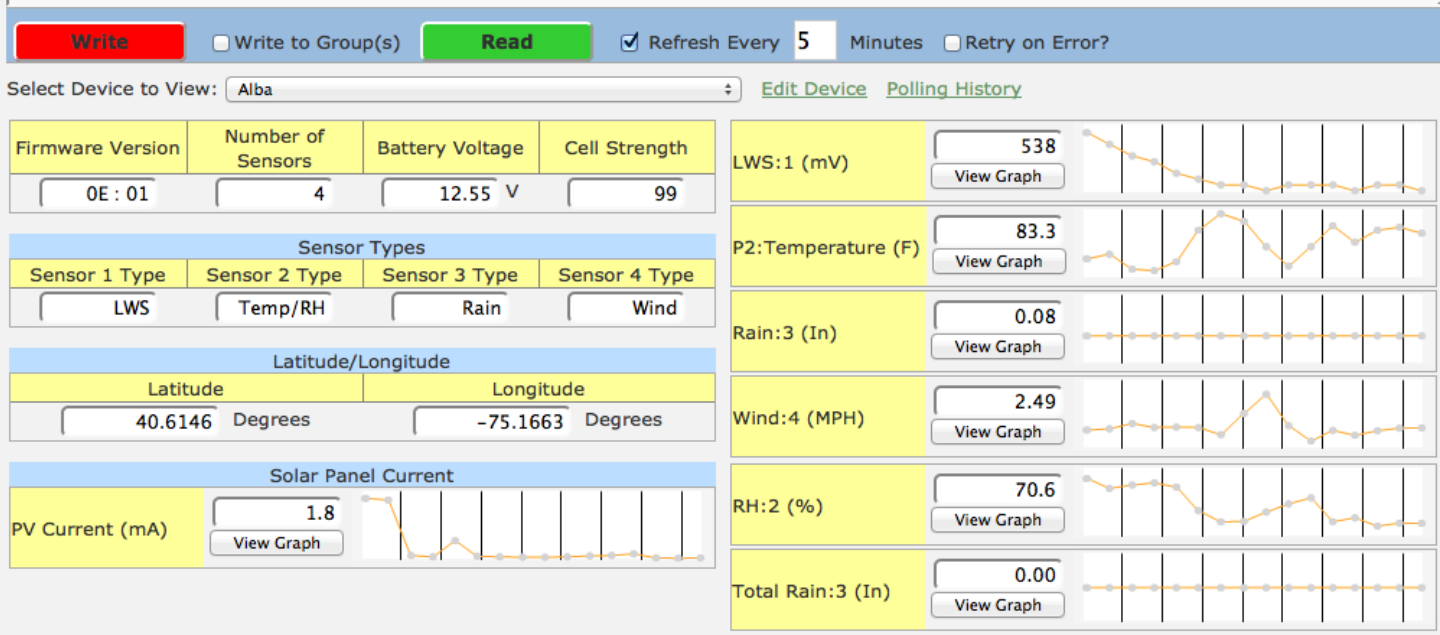 Write Write to Group(s) Read Refresh Every 5 Minutes Retry on Error?
Select Device to View: Alba Edit Device Polling History
Firmware Version Number of Sensors Battery Voltage Cell Strength
0E : 01 4 12.55 V 99
Sensor Types
Sensor 1 Type Sensor 2 Type Sensor 3 Type Sensor 4 Type
LWS Temp/RH Rain Wind
Latitude/Longitude
Latitude Longitude
40.6146 Degrees -75.1663 Degrees
Solar Panel Current
PV Current (mA) 1.8
View Graph
LWS:1 (mV) 538
View Graph
P2:Temperature (F) 83.3
View Graph
Rain:3 (In) 0.08
View Graph
Wind:4 (MPH) 2.49
View Graph
RH:2 (%) 70.6
View Graph
Total Rain:3 (In) 0.00
View Graph